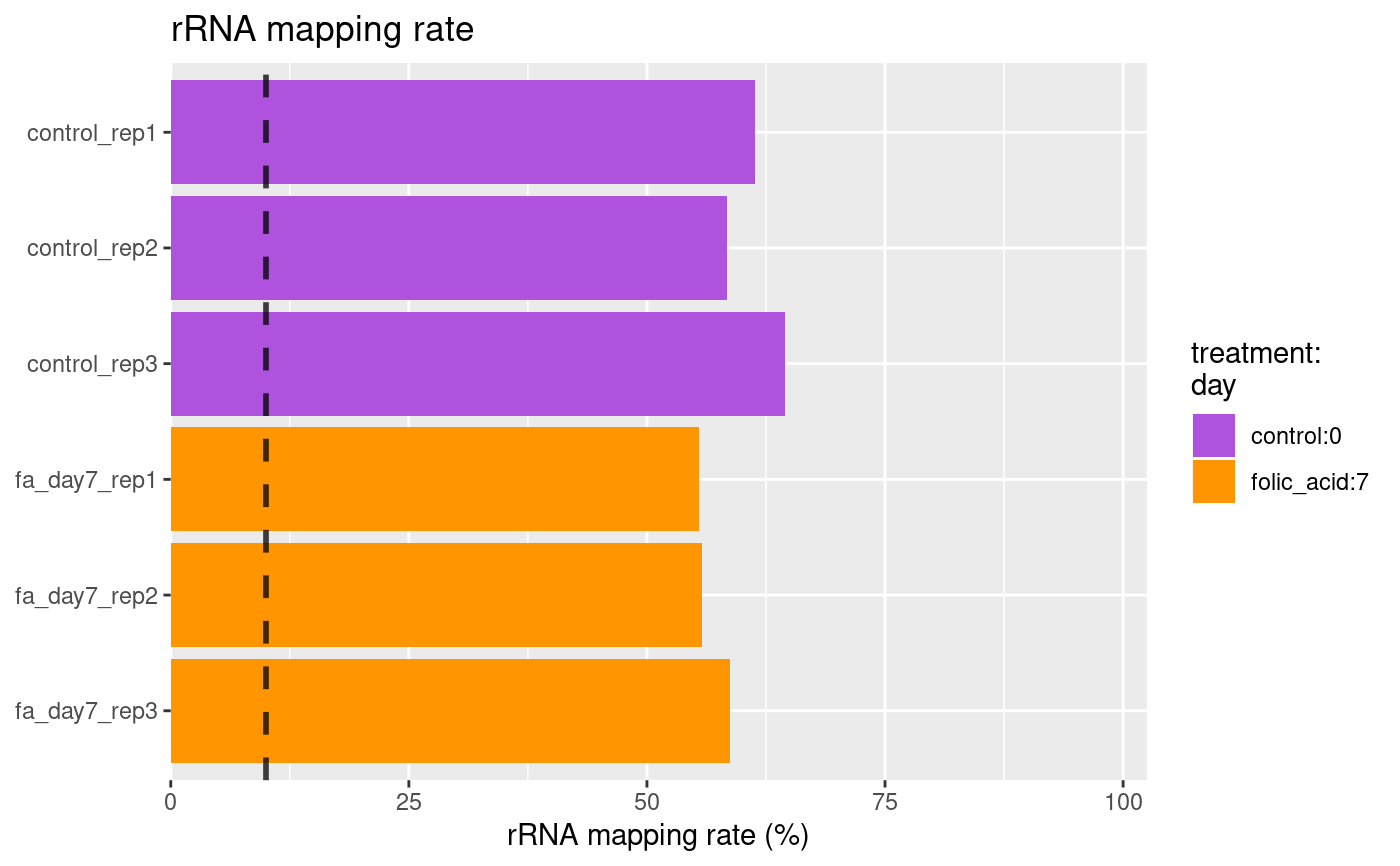 rRNA mapping rate
control_rep1
control_rep2
control_rep3
fa_day7_rep1
fa_day7_rep2
fa_day7_rep3
0 25 50 75 100
rRNA mapping rate (%)
treatment:
day
control:0
folic_acid:7